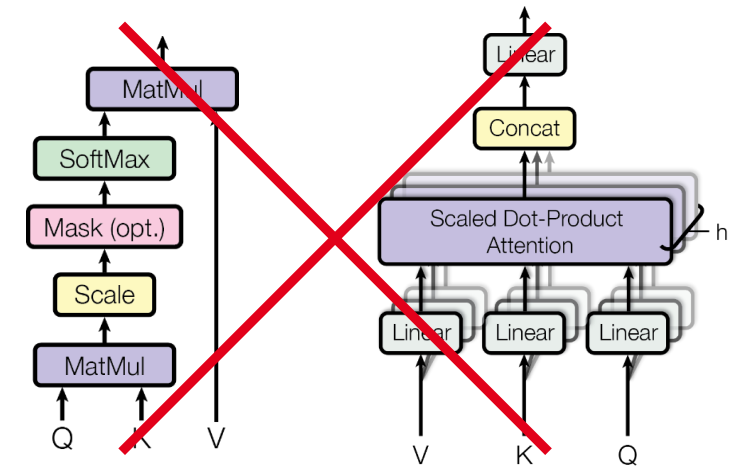 MatMul
SoftMax
Mask (opt.)
Scale
MatMul
Q K V
Linear
Concat
Scaled Dot-Product
Attention
h
Linear Linear Linear
V K Q